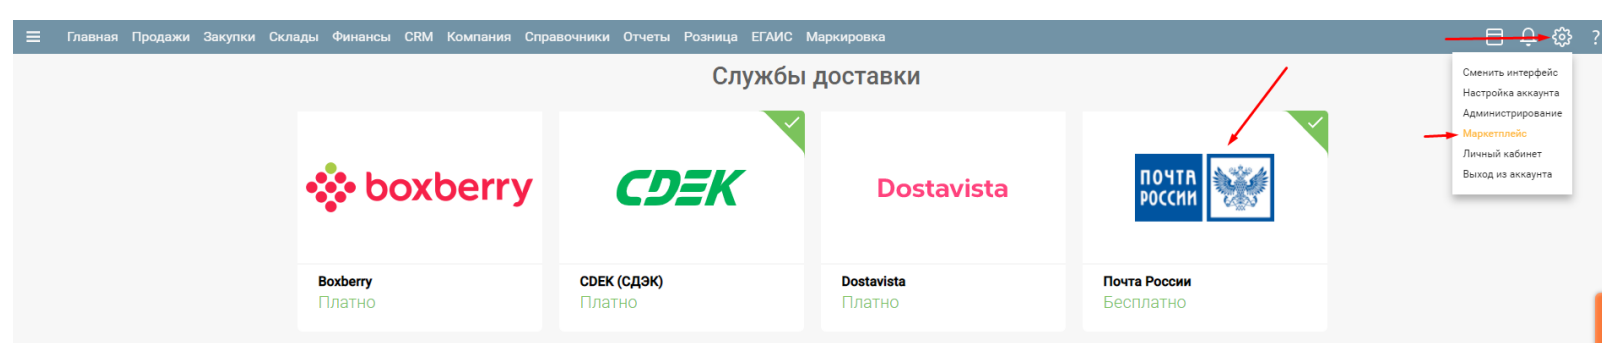 Главная Продажи Закупки Склады Финансы CRM Компания Справочники Отчеты Розница ЕГАИС Маркировка ?
Службы доставки
Сменить интерфейс
Настройка аккаунта
Администрирование
Маркетплейс
Личный кабинет
Выход из аккаунта
boxberry
CDEK
Dostavista
ПОЧТА
РОССИИ
Boxberry
Платно
CDEK (СДЭК)
Платно
Dostavista
Платно
Почта России
Бесплатно